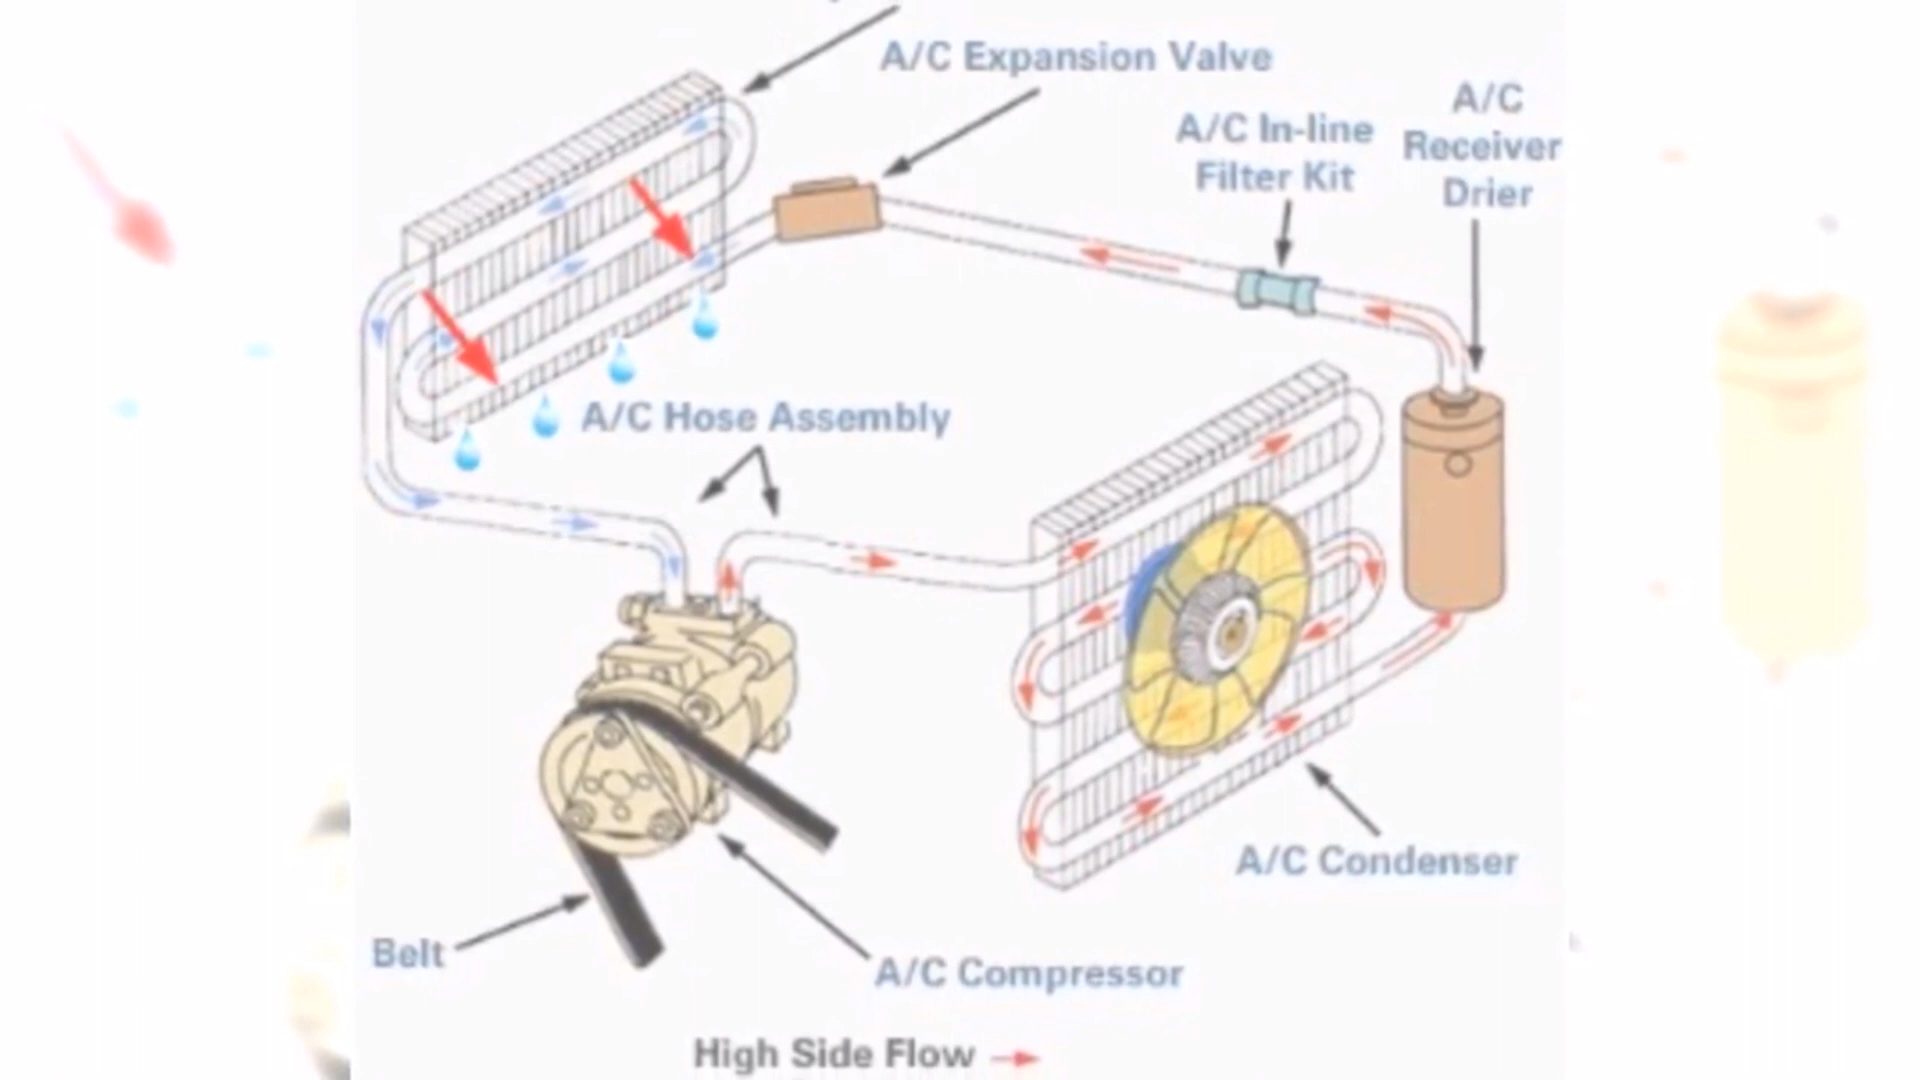 A/C Expansion Valve
A/C In-line
Filter Kit
A/C
Receiver
Drier
A/C Hose Assembly
A/C Condenser
Belt
A/C Compressor
High Side Flow